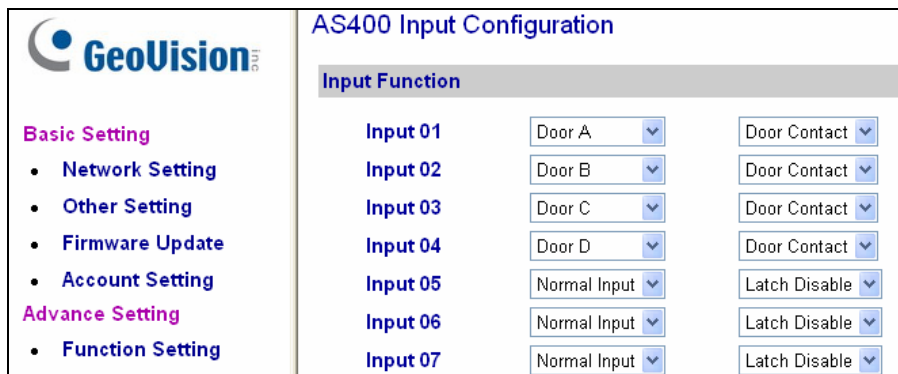 GeoVision inc
Basic Setting
• Network Setting
• Other Setting
• Firmware Update
• Account Setting
Advance Setting
• Function Setting
AS400 Input Configuration
Input Function
Input 01 Door A Door Contact
Input 02 Door B Door Contact
Input 03 Door C Door Contact
Input 04 Door D Door Contact
Input 05 Normal Input Latch Disable
Input 06 Normal Input Latch Disable
Input 07 Normal Input Latch Disable